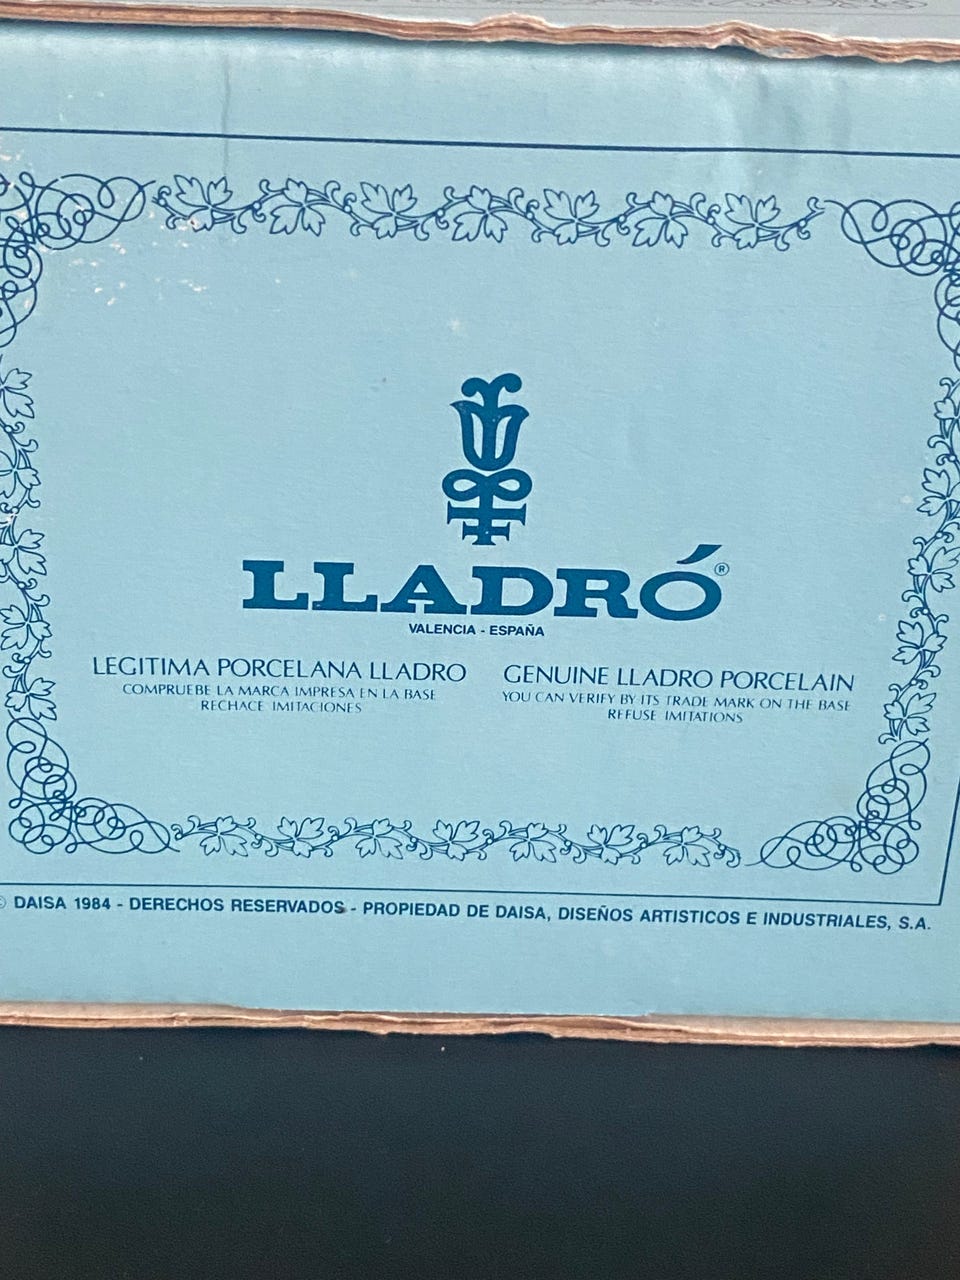 LLADRÓ®
VALENCIA - ESPAÑA
LEGITIMA PORCELANA LLADRO
COMPRUEBE LA MARCA IMPRESA EN LA BASE
RECHACE IMITACIONES
GENUINE LLADRO PORCELAIN
YOU CAN VERIFY BY ITS TRADE MARK ON THE BASE
REFUSE IMITATIONS
© DAISA 1984 - DERECHOS RESERVADOS - PROPIEDAD DE DAISA, DISEÑOS ARTISTICOS E INDUSTRIALES, S.A.